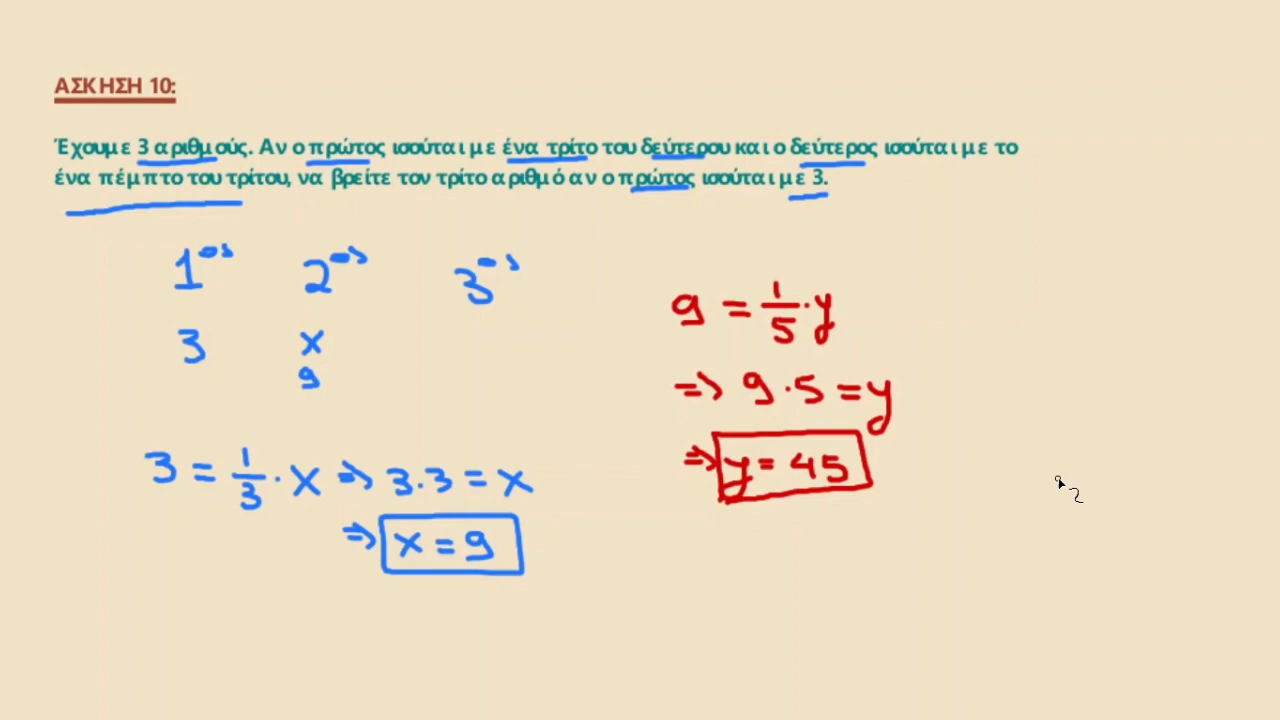 ΑΣΚΗΣΗ 10:
Έχουμε 3 αριθμούς. Αν ο πρώτος ισούται με ένα τρίτο του δεύτερου και ο δεύτερος ισούται με το
ένα πέμπτο του τρίτου, να βρείτε τον τρίτο αριθμό αν ο πρώτος ισούται με 3.
1ος 2ος 3ος
3 x
9
3 = 1/3 · x => 3·3 = x
=> x = 9
9 = 1/5 · y
=> 9·5 = y
=> y = 45